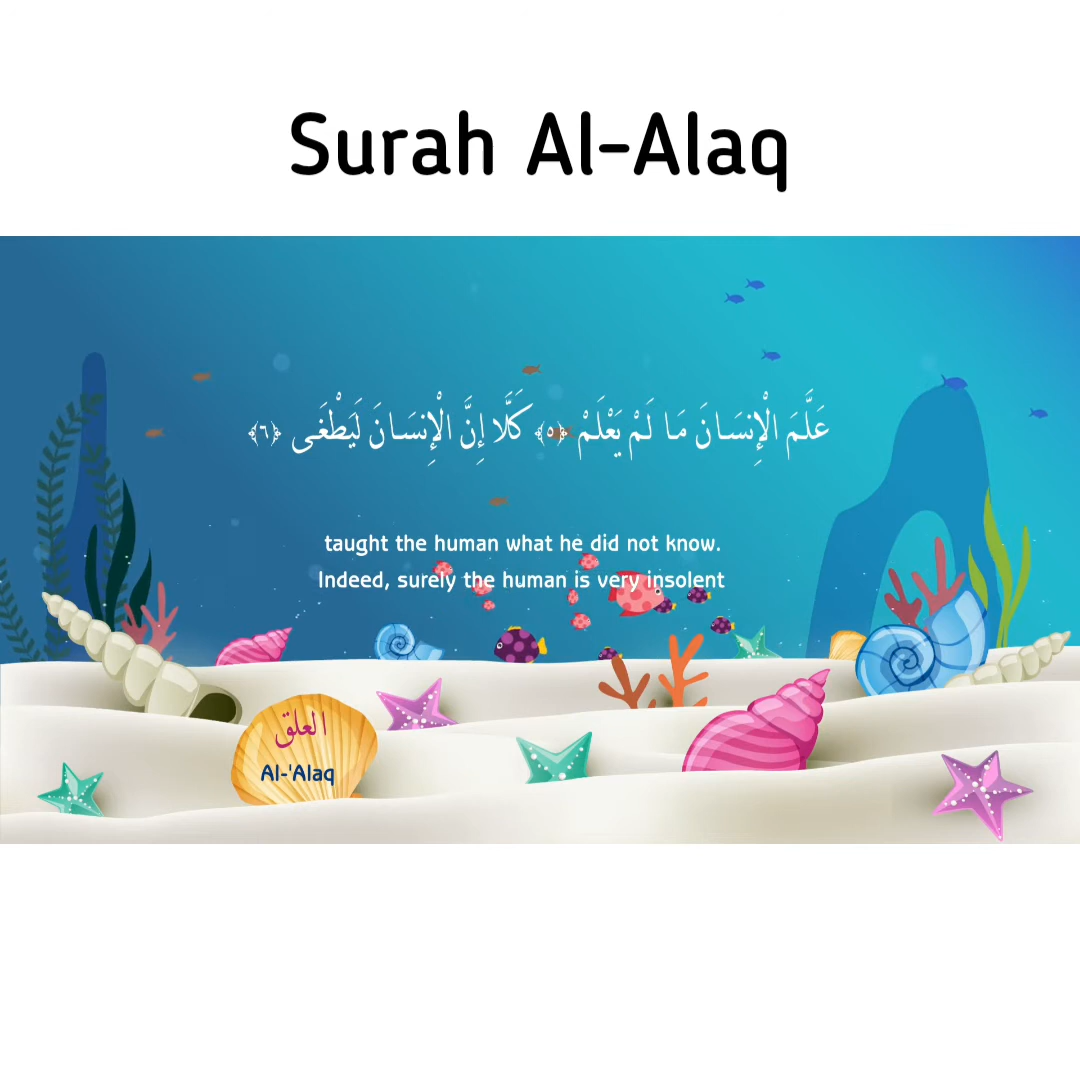 Surah Al-Alaq
عَلَّمَ الْإِنسَانَ مَا لَمْ يَعْلَمْ ﴿٥﴾ كَلَّا إِنَّ الْإِنسَانَ لَيَطْغَى ﴿٦﴾
taught the human what he did not know.
Indeed, surely the human is very insolent
العلق
Al-'Alaq